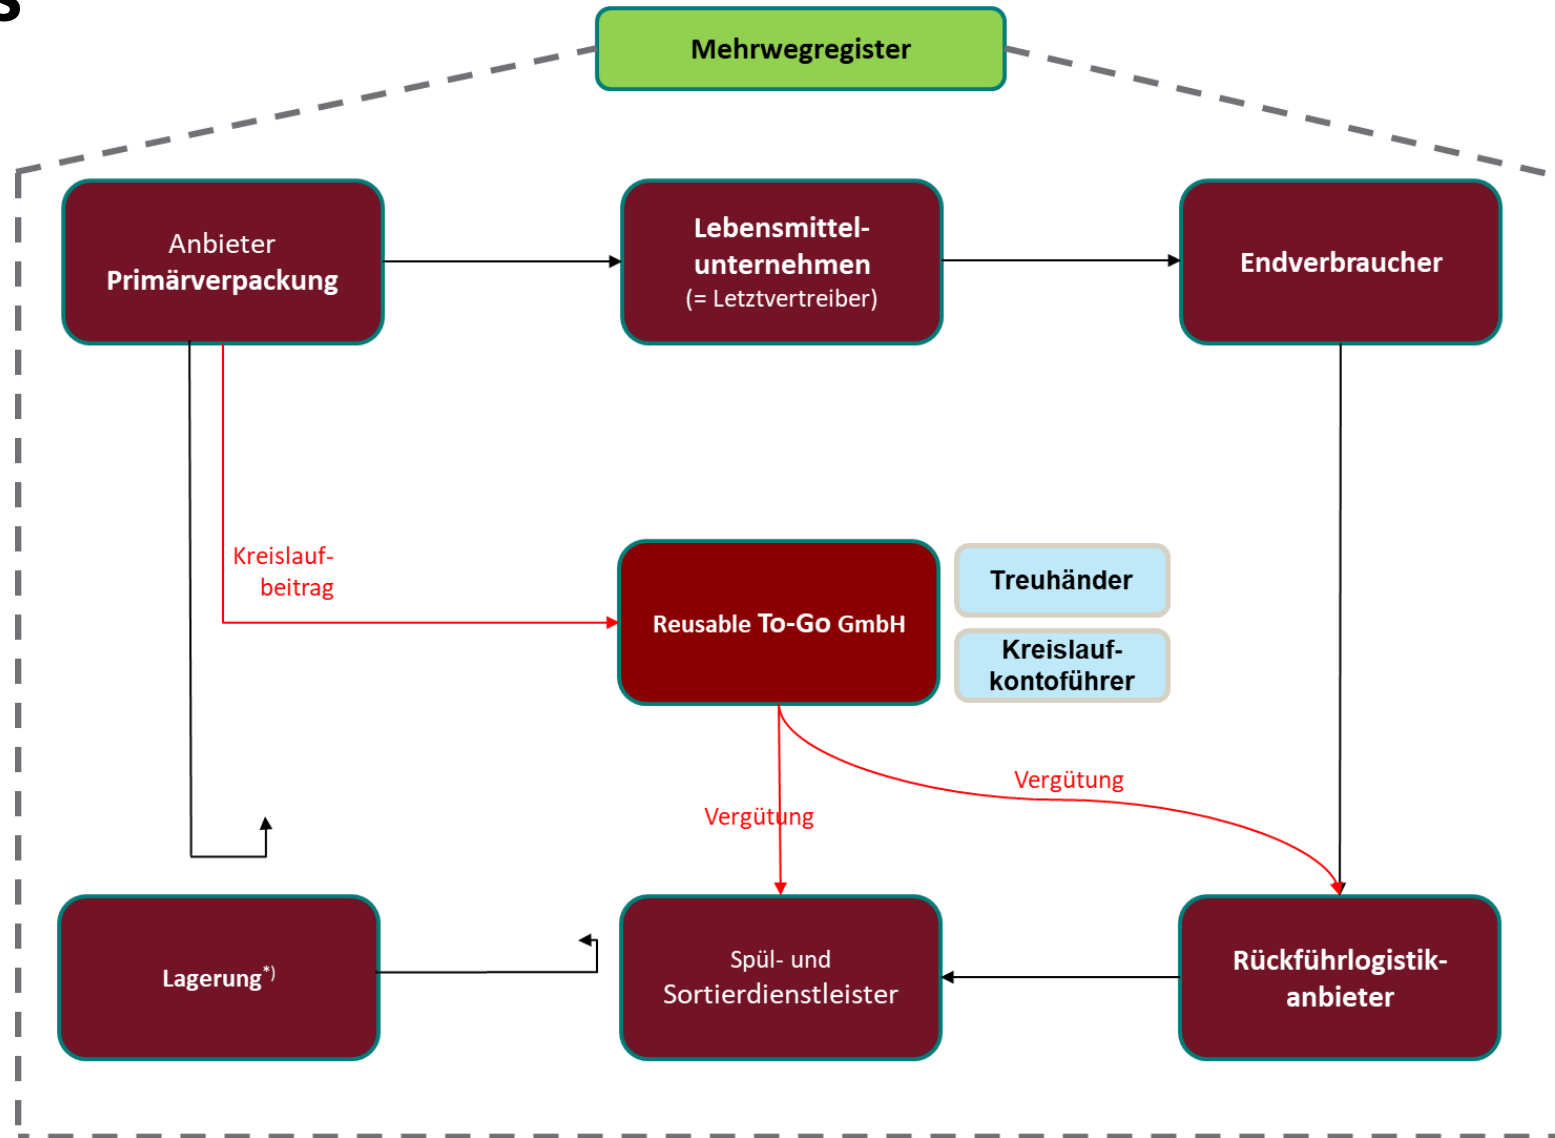 s
Mehrwegregister
Anbieter
Primärverpackung
Lebensmittel-
unternehmen
(= Letztvertreiber)
Endverbraucher
Kreislauf-
beitrag
Reusable To-Go GmbH
Treuhänder
Kreislauf-
kontoführer
Vergütung
Vergütung
Lagerung*)
Spül- und
Sortierdienstleister
Rückführlogistik-
anbieter